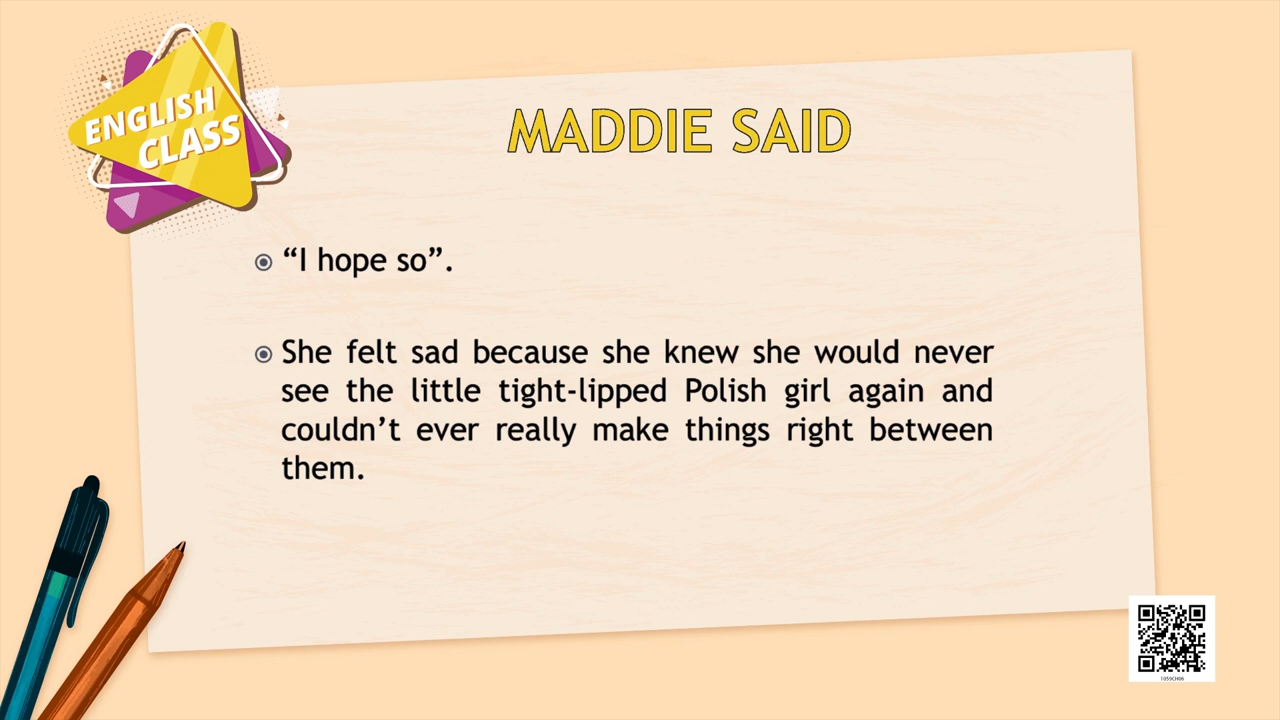 ENGLISH
CLASS
MADDIE SAID
“I hope so”.
She felt sad because she knew she would never
see the little tight-lipped Polish girl again and
couldn’t ever really make things right between
them.
1059CH06